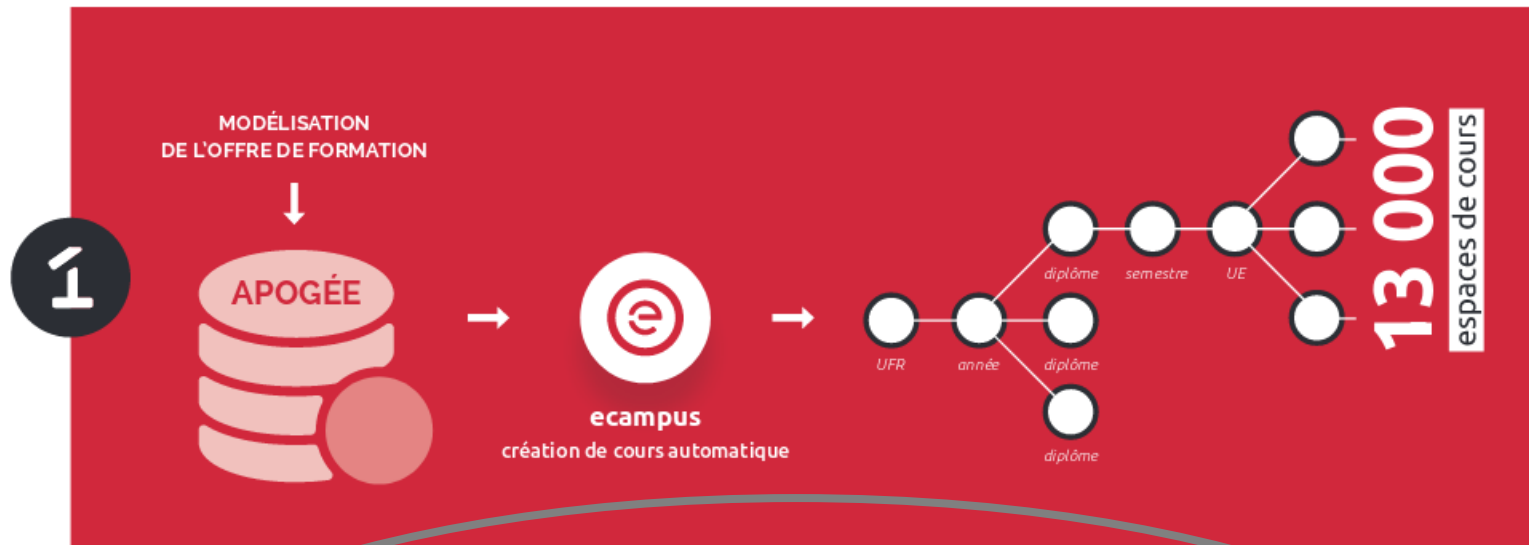 1
MODÉLISATION
DE L'OFFRE DE FORMATION
APOGÉE
e
ecampus
création de cours automatique
UFR
année
diplôme
semestre
UE
diplôme
diplôme
13 000
espaces de cours